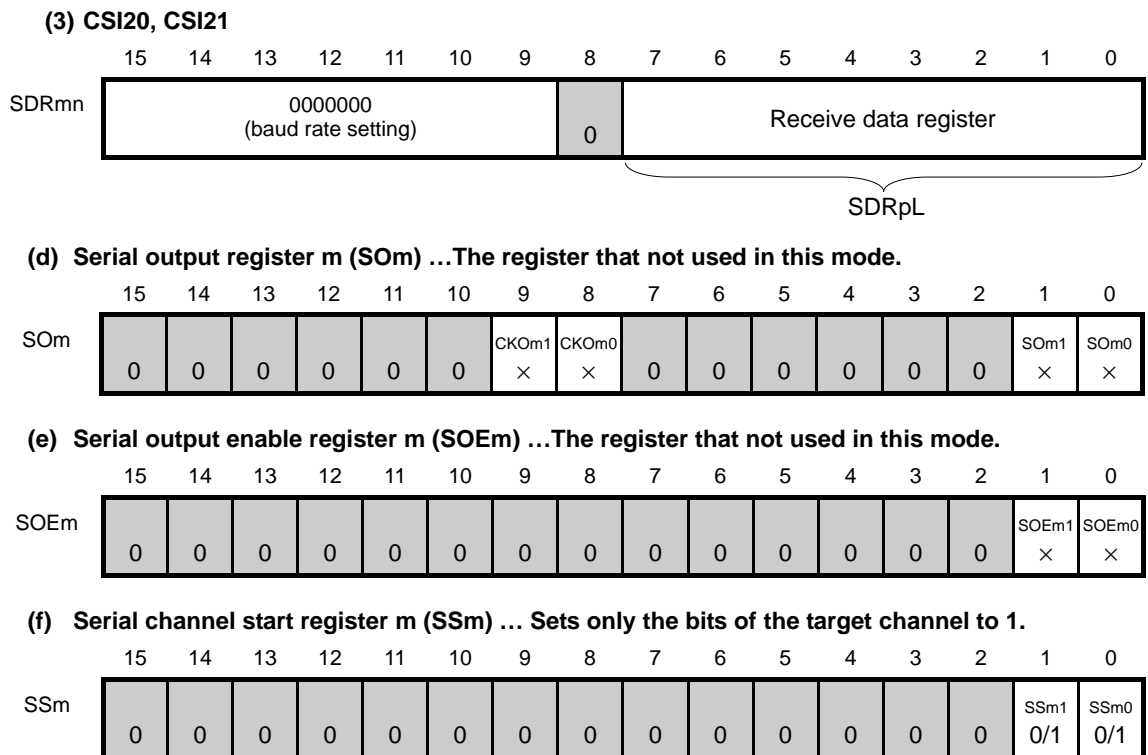 (3) CSI20, CSI21
15 14 13 12 11 10 9 8 7 6 5 4 3 2 1 0
SDRmn
0000000
(baud rate setting)
0
Receive data register
SDRpL
(d) Serial output register m (SOm) …The register that not used in this mode.
15 14 13 12 11 10 9 8 7 6 5 4 3 2 1 0
SOm
CKOm1 CKOm0 SOm1 SOm0
0 0 0 0 0 0 × × 0 0 0 0 0 0 × ×
(e) Serial output enable register m (SOEm) …The register that not used in this mode.
15 14 13 12 11 10 9 8 7 6 5 4 3 2 1 0
SOEm
SOEm1 SOEm0
0 0 0 0 0 0 0 0 0 0 0 0 0 0 × ×
(f) Serial channel start register m (SSm) … Sets only the bits of the target channel to 1.
15 14 13 12 11 10 9 8 7 6 5 4 3 2 1 0
SSm
SSm1 SSm0
0 0 0 0 0 0 0 0 0 0 0 0 0 0 0/1 0/1